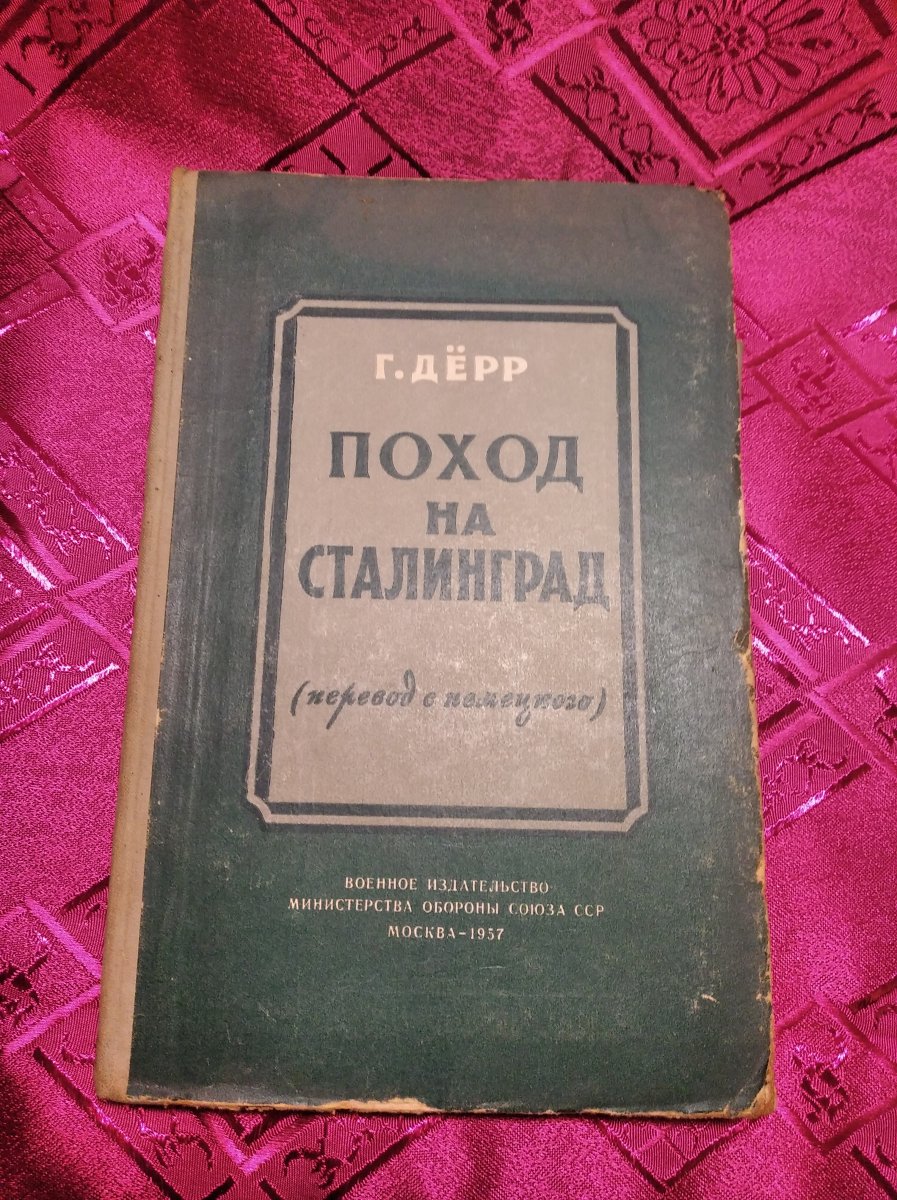 Г. ДЁРР
ПОХОД
НА
СТАЛИНГРАД
(перевод с немецкого)
ВОЕННОЕ ИЗДАТЕЛЬСТВО
МИНИСТЕРСТВА ОБОРОНЫ СОЮЗА ССР
МОСКВА – 1957